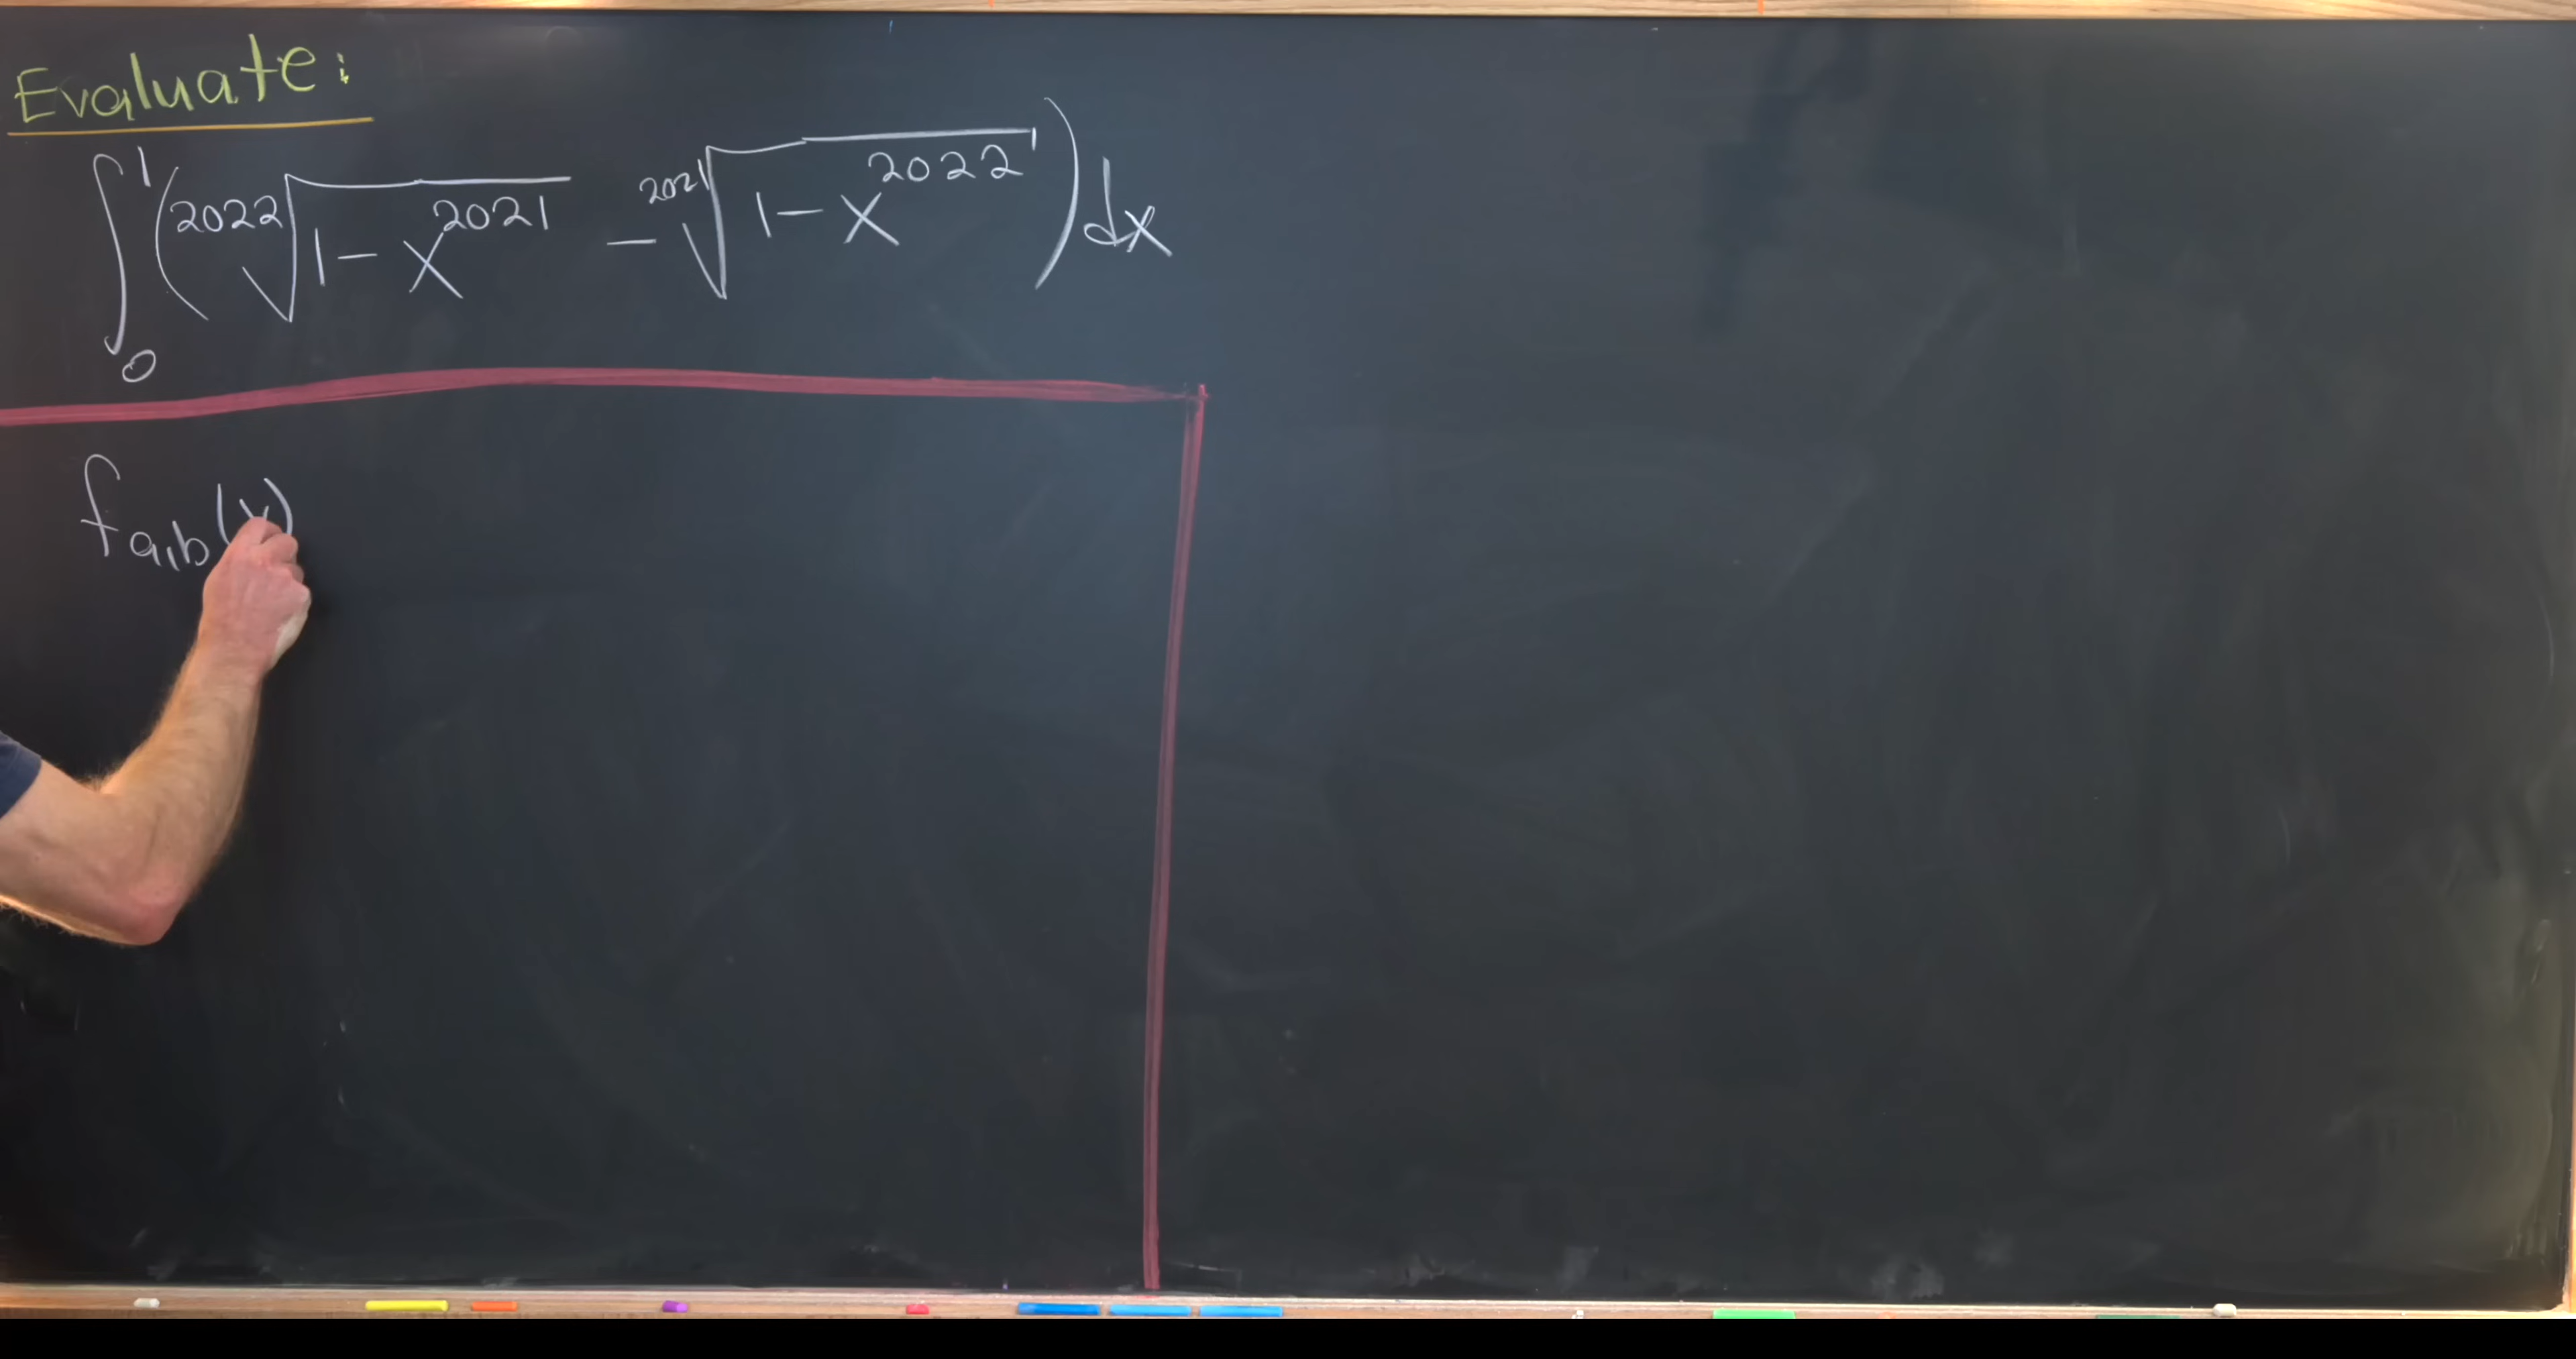 Evaluate:
∫₀¹ (²⁰²²√(1 - x²⁰²¹) - ²⁰²¹√(1 - x²⁰²²)) dx
f_{a,b}(x)